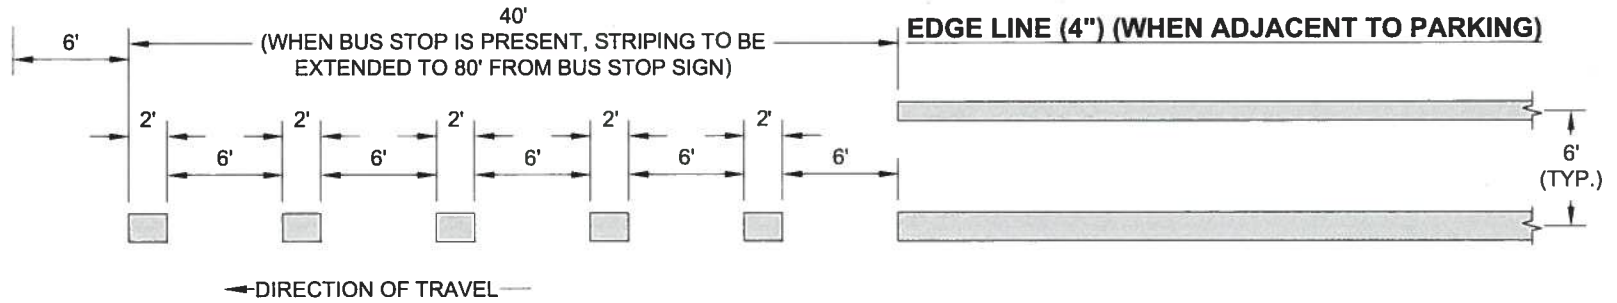 40'
EDGE LINE (4") (WHEN ADJACENT TO PARKING)
6'
(WHEN BUS STOP IS PRESENT, STRIPING TO BE
EXTENDED TO 80' FROM BUS STOP SIGN)
2' 2' 2' 2' 2'
6' 6' 6' 6' 6'
6'
(TYP.)
DIRECTION OF TRAVEL